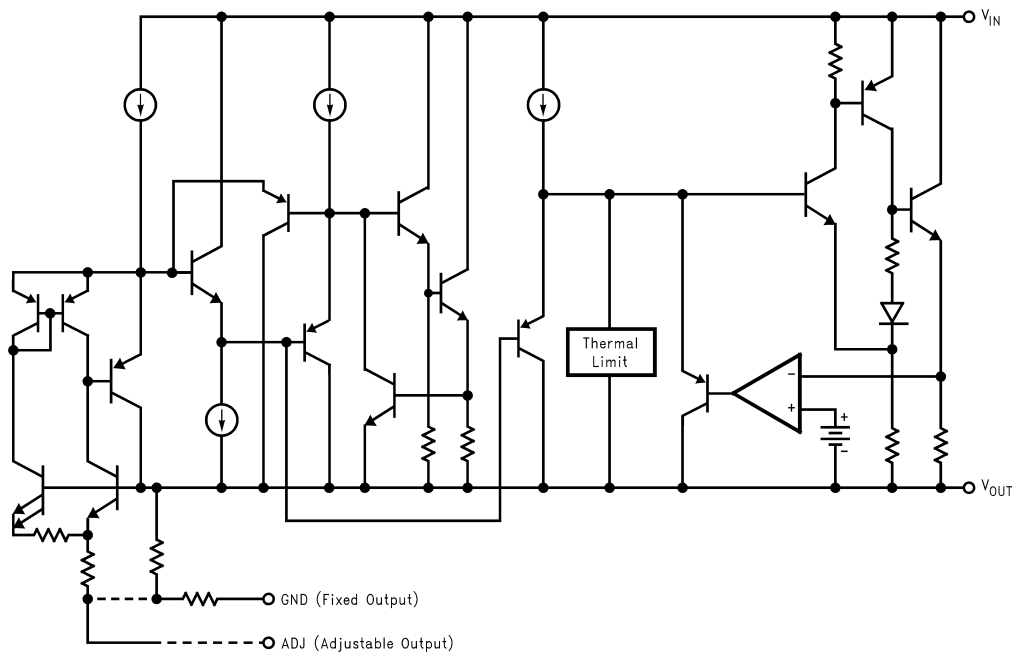 VIN
Thermal
Limit
−
+
+
−
VOUT
GND (Fixed Output)
ADJ (Adjustable Output)